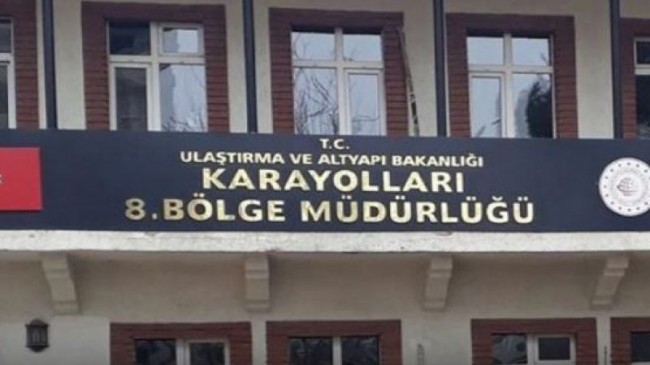 T.C.
ULAŞTIRMA VE ALTYAPI BAKANLIĞI
KARAYOLLARI
8.BÖLGE MÜDÜRLÜĞÜ